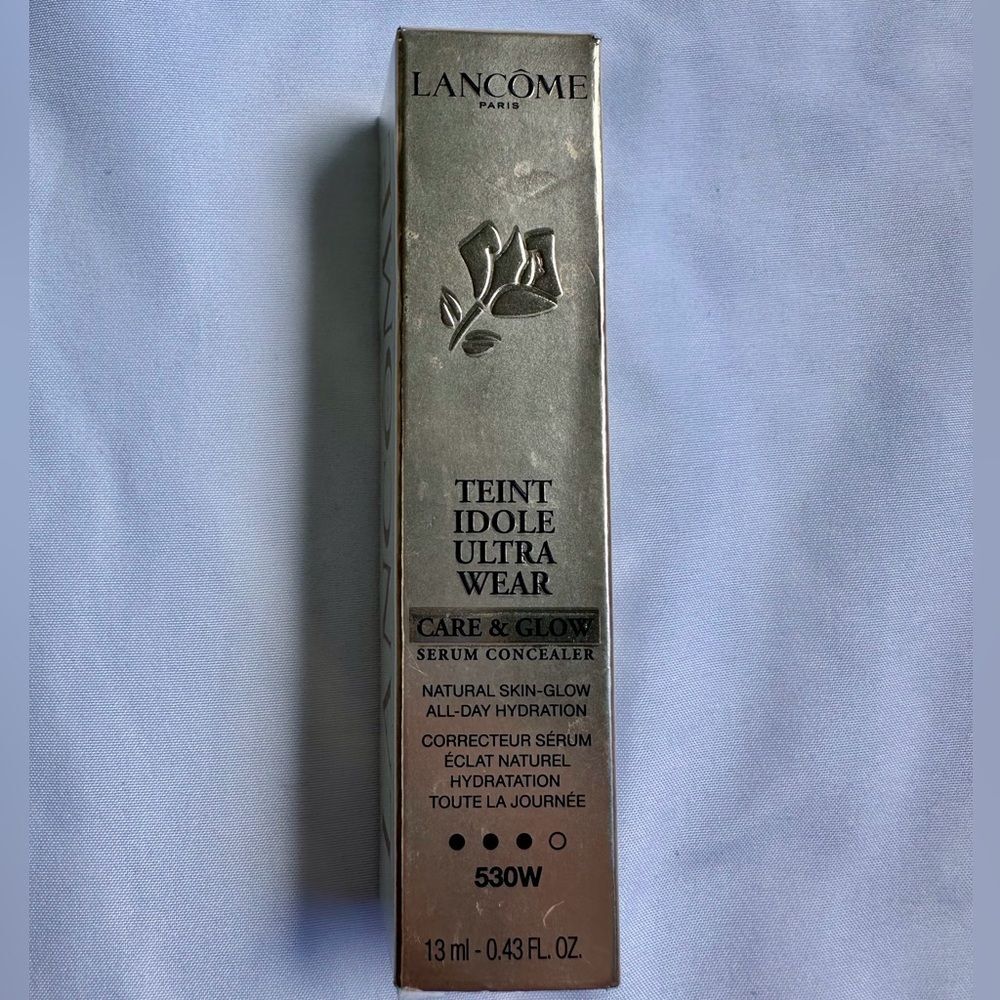 LANCÔME
PARIS
TEINT
IDOLE
ULTRA
WEAR
CARE & GLOW
SERUM CONCEALER
NATURAL SKIN-GLOW
ALL-DAY HYDRATION
CORRECTEUR SÉRUM
ÉCLAT NATUREL
HYDRATATION
TOUTE LA JOURNÉE
530W
13 ml - 0.43 FL. OZ.